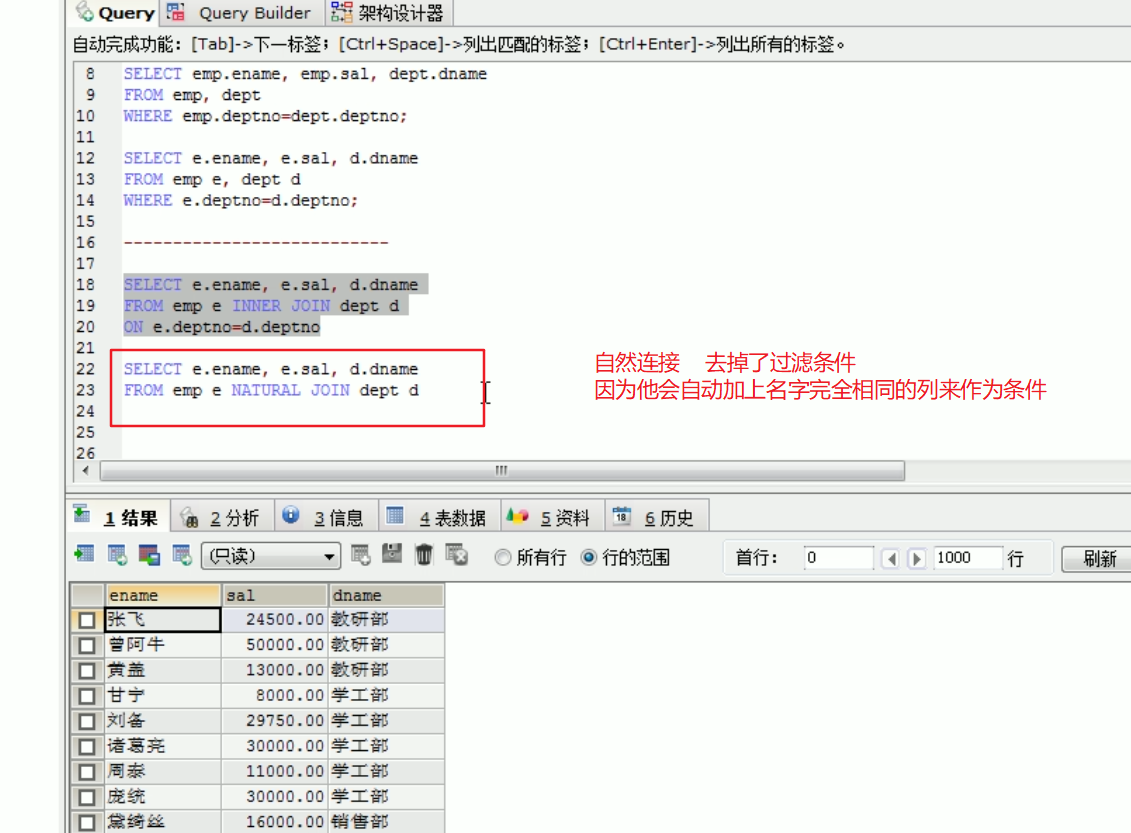 Query Query Builder 架构设计器
自动完成功能：[Tab]->下一标签；[Ctrl+Space]->列出匹配的标签；[Ctrl+Enter]->列出所有的标签。
8 SELECT emp.ename, emp.sal, dept.dname
9 FROM emp, dept
10 WHERE emp.deptno=dept.deptno;
11
12 SELECT e.ename, e.sal, d.dname
13 FROM emp e, dept d
14 WHERE e.deptno=d.deptno;
15
16 ---------------------------
17
18 SELECT e.ename, e.sal, d.dname
19 FROM emp e INNER JOIN dept d
20 ON e.deptno=d.deptno
21
22 SELECT e.ename, e.sal, d.dname
23 FROM emp e NATURAL JOIN dept d
24
25
26
自然连接 去掉了过滤条件
因为他会自动加上名字完全相同的列来作为条件
1 结果 2 分析 3 信息 4 表数据 5 资料 18 6 历史
(只读) 所有行 行的范围 首行： 0 1000 行 刷新
ename sal dname
张飞 24500.00 教研部
曾阿牛 50000.00 教研部
黄盖 13000.00 教研部
甘宁 8000.00 学工部
刘备 29750.00 学工部
诸葛亮 30000.00 学工部
周泰 11000.00 学工部
庞统 30000.00 学工部
黛绮丝 16000.00 销售部